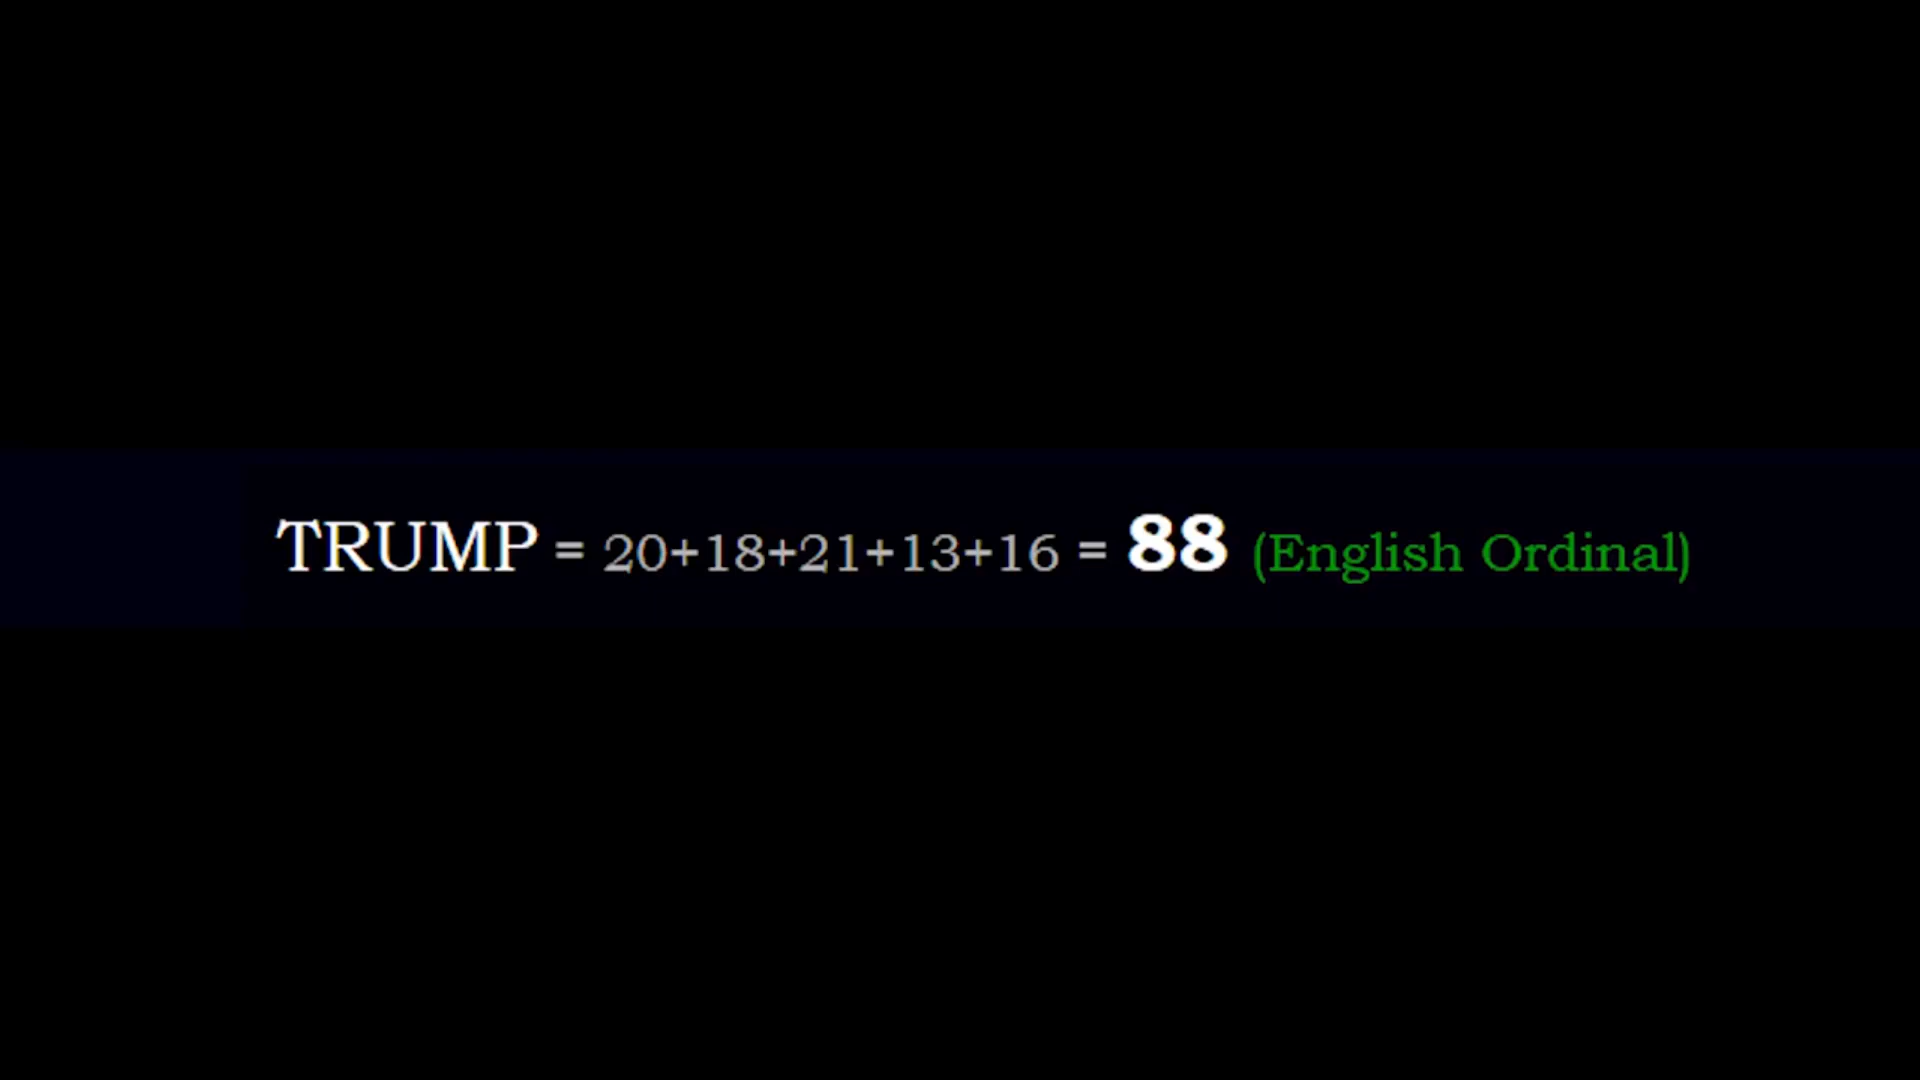 TRUMP = 20+18+21+13+16 = 88 (English Ordinal)